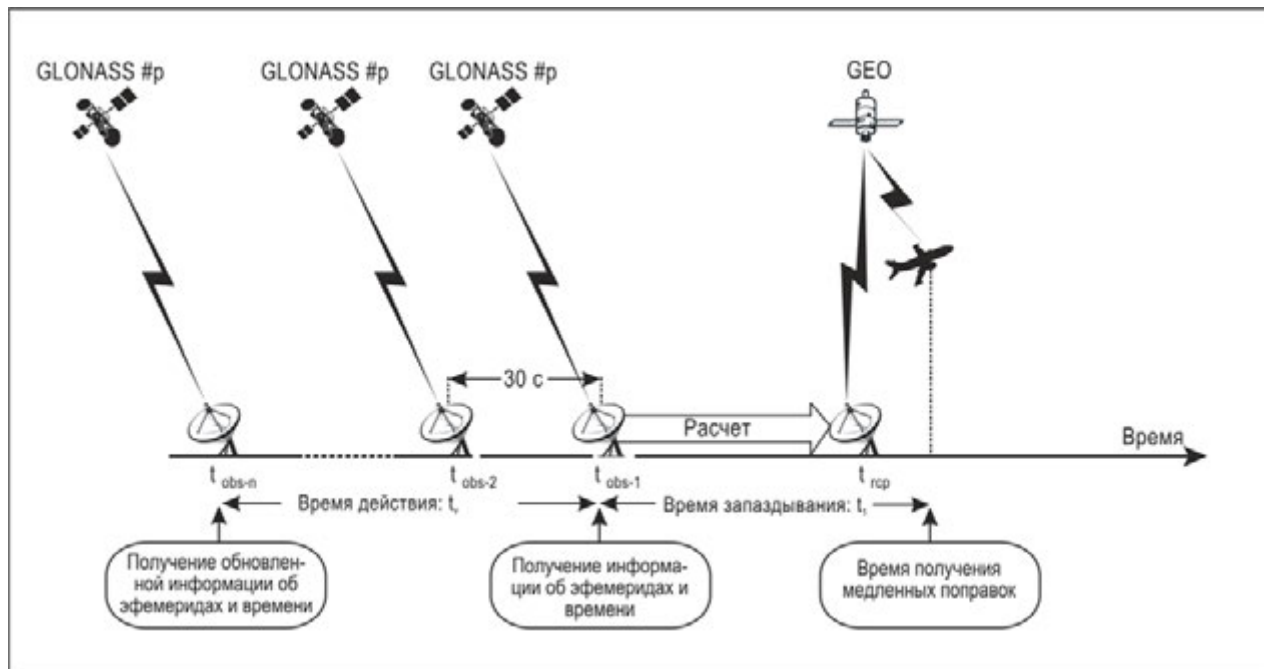 GLONASS #p
GLONASS #p
GLONASS #p
GEO
30 с
Расчет
Время
t obs-n
t obs-2
t obs-1
t rcp
Время действия: t,
Время запаздывания: t,
Получение обновлен-
ной информации об
эфемеридах и времени
Получение информа-
ции об эфемеридах и
времени
Время получения
медленных поправок